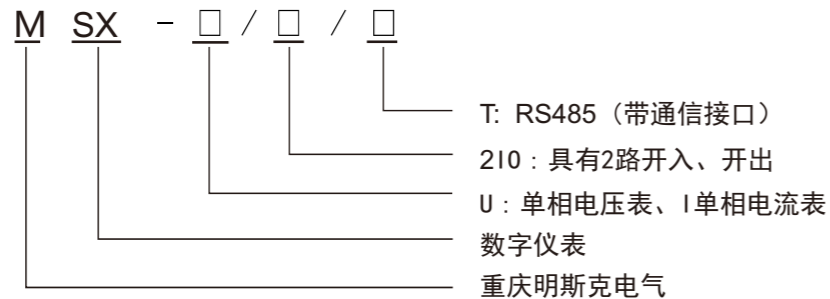 M SX - □ / □ / □
T: RS485（带通信接口）
2IO：具有2路开入、开出
U：单相电压表、I单相电流表
数字仪表
重庆明斯克电气